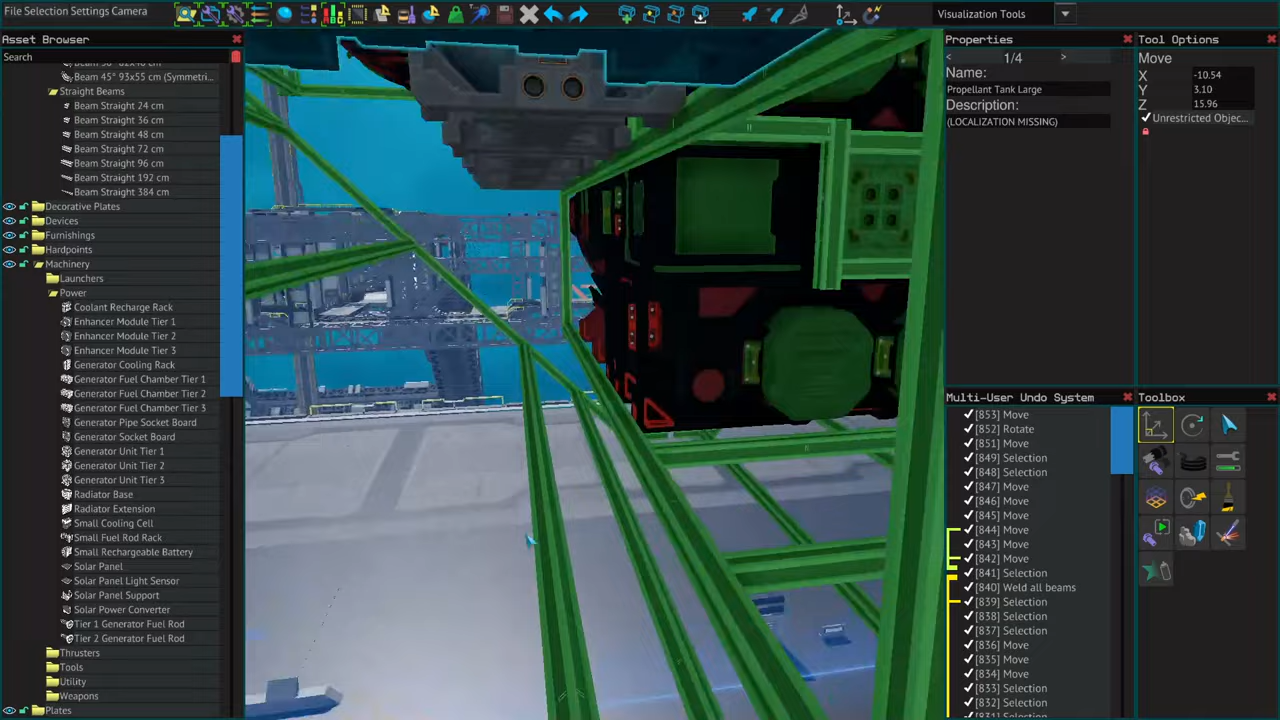 File Selection Settings Camera
Visualization Tools
Asset Browser
Search
Beam 45° 93x55 cm (Symmetri...
Straight Beams
Beam Straight 24 cm
Beam Straight 36 cm
Beam Straight 48 cm
Beam Straight 72 cm
Beam Straight 96 cm
Beam Straight 192 cm
Beam Straight 384 cm
Decorative Plates
Devices
Furnishings
Hardpoints
Machinery
Launchers
Power
Coolant Recharge Rack
Enhancer Module Tier 1
Enhancer Module Tier 2
Enhancer Module Tier 3
Generator Cooling Rack
Generator Fuel Chamber Tier 1
Generator Fuel Chamber Tier 2
Generator Fuel Chamber Tier 3
Generator Pipe Socket Board
Generator Socket Board
Generator Unit Tier 1
Generator Unit Tier 2
Generator Unit Tier 3
Radiator Base
Radiator Extension
Small Cooling Cell
Small Fuel Rod Rack
Small Rechargeable Battery
Solar Panel
Solar Panel Light Sensor
Solar Panel Support
Solar Power Converter
Tier 1 Generator Fuel Rod
Tier 2 Generator Fuel Rod
Thrusters
Tools
Utility
Weapons
Plates
Properties
< 1/4 >
Name:
Propellant Tank Large
Description:
(LOCALIZATION MISSING)
Tool Options
Move
X -10.54
Y 3.10
Z 15.96
Unrestricted Objec...
Multi-User Undo System
[853] Move
[852] Rotate
[851] Move
[849] Selection
[848] Selection
[847] Move
[846] Move
[845] Move
[844] Move
[843] Move
[842] Move
[841] Selection
[840] Weld all beams
[839] Selection
[838] Selection
[837] Selection
[836] Move
[835] Move
[834] Move
[833] Selection
[832] Selection
[831] Selection
Toolbox